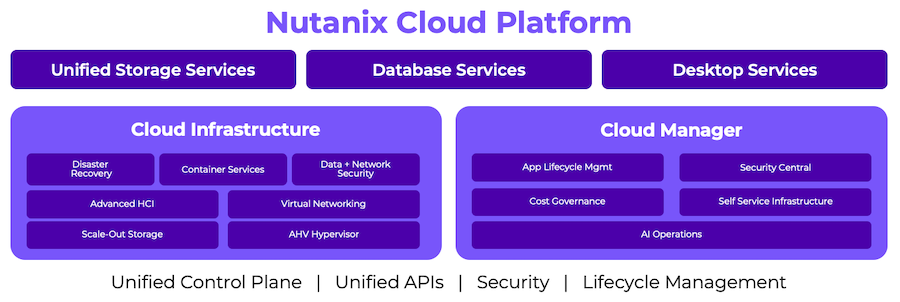 Nutanix Cloud Platform
Unified Storage Services
Database Services
Desktop Services
Cloud Infrastructure
Disaster
Recovery
Container Services
Data + Network
Security
Advanced HCI
Virtual Networking
Scale-Out Storage
AHV Hypervisor
Cloud Manager
App Lifecycle Mgmt
Security Central
Cost Governance
Self Service Infrastructure
AI Operations
Unified Control Plane | Unified APIs | Security | Lifecycle Management